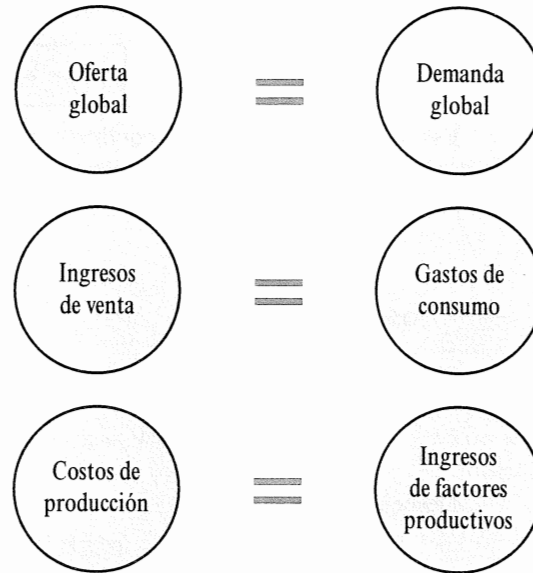 Oferta
global
=
Demanda
global
Ingresos
de venta
=
Gastos de
consumo
Costos de
producción
=
Ingresos
de factores
productivos